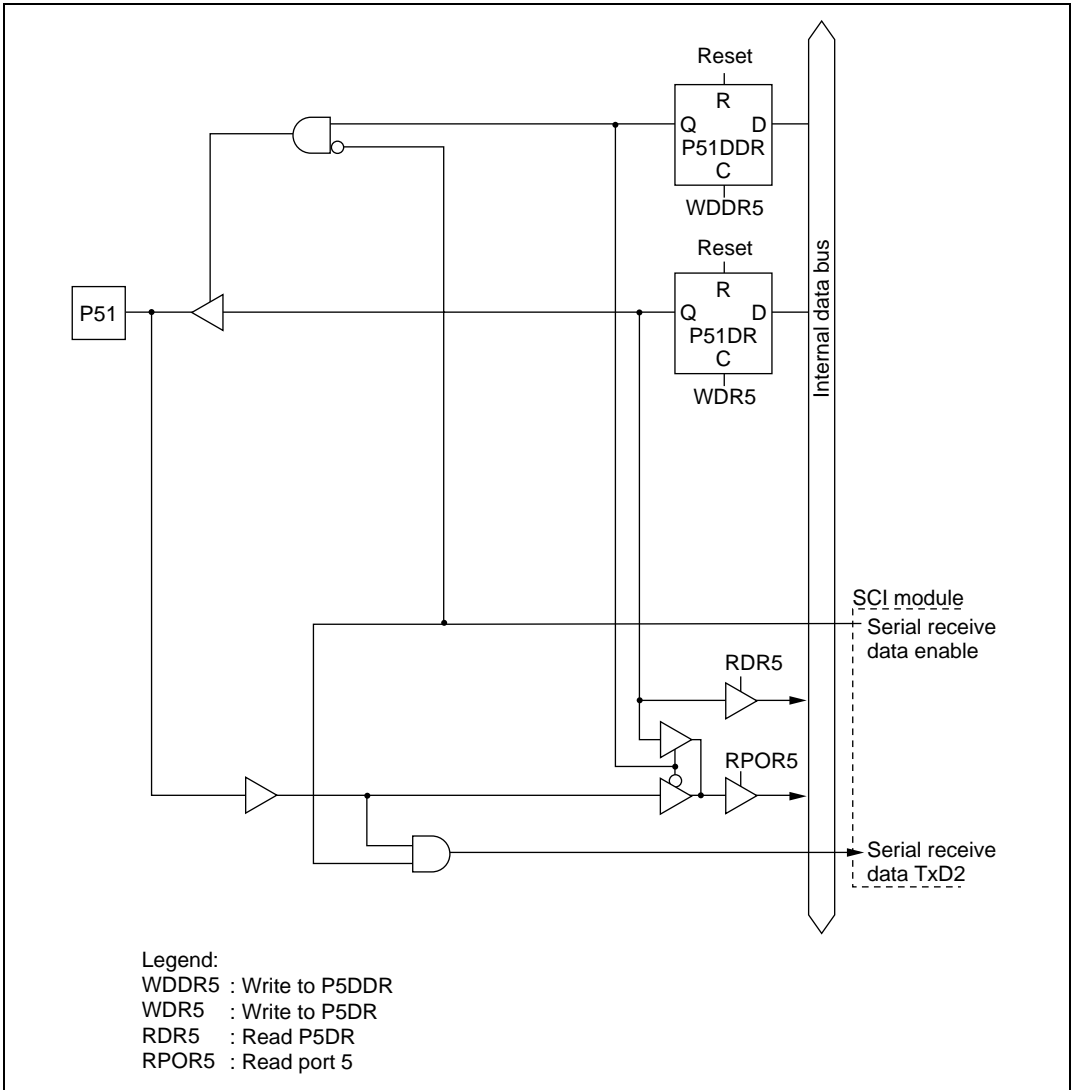 Reset
R
Q D
P51DDR
C
WDDR5
Reset
R
P51
Q D
P51DR
C
WDR5
Internal data bus
SCI module
Serial receive
data enable
RDR5
RPOR5
Serial receive
data TxD2
Legend:
WDDR5 : Write to P5DDR
WDR5 : Write to P5DR
RDR5 : Read P5DR
RPOR5 : Read port 5